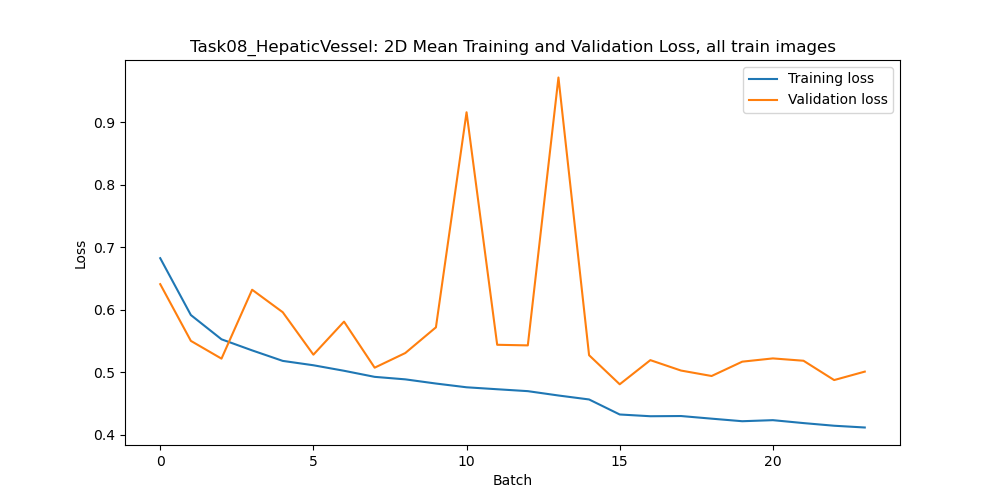 Task08_HepaticVessel: 2D Mean Training and Validation Loss, all train images
Training loss
Validation loss
0.9
0.8
0.7
0.6
0.5
0.4
Loss
0 5 10 15 20
Batch